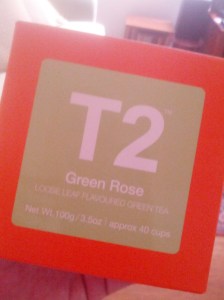 T2
Green Rose
LOOSE LEAF FLAVOURED GREEN TEA
Net Wt. 100g / 3.5oz : approx 40 cups